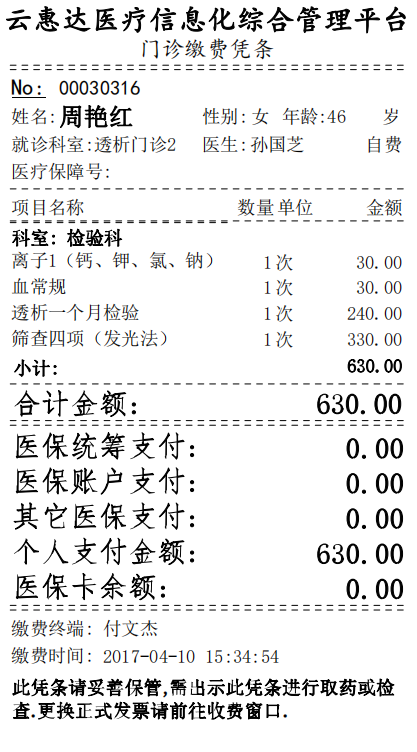 云惠达医疗信息化综合管理平台
门诊缴费凭条
No: 00030316
姓名:周艳红 性别:女 年龄:46 岁
就诊科室:透析门诊2 医生:孙国芝 自费
医疗保障号:
项目名称 数量 单位 金额
科室: 检验科
离子1（钙、钾、氯、钠） 1 次 30.00
血常规 1 次 30.00
透析一个月检验 1 次 240.00
筛查四项（发光法） 1 次 330.00
小计: 630.00
合计金额: 630.00
医保统筹支付: 0.00
医保账户支付: 0.00
其它医保支付: 0.00
个人支付金额: 630.00
医保卡余额: 0.00
缴费终端: 付文杰
缴费时间: 2017-04-10 15:34:54
此凭条请妥善保管,需出示此凭条进行取药或检
查.更换正式发票请前往收费窗口.